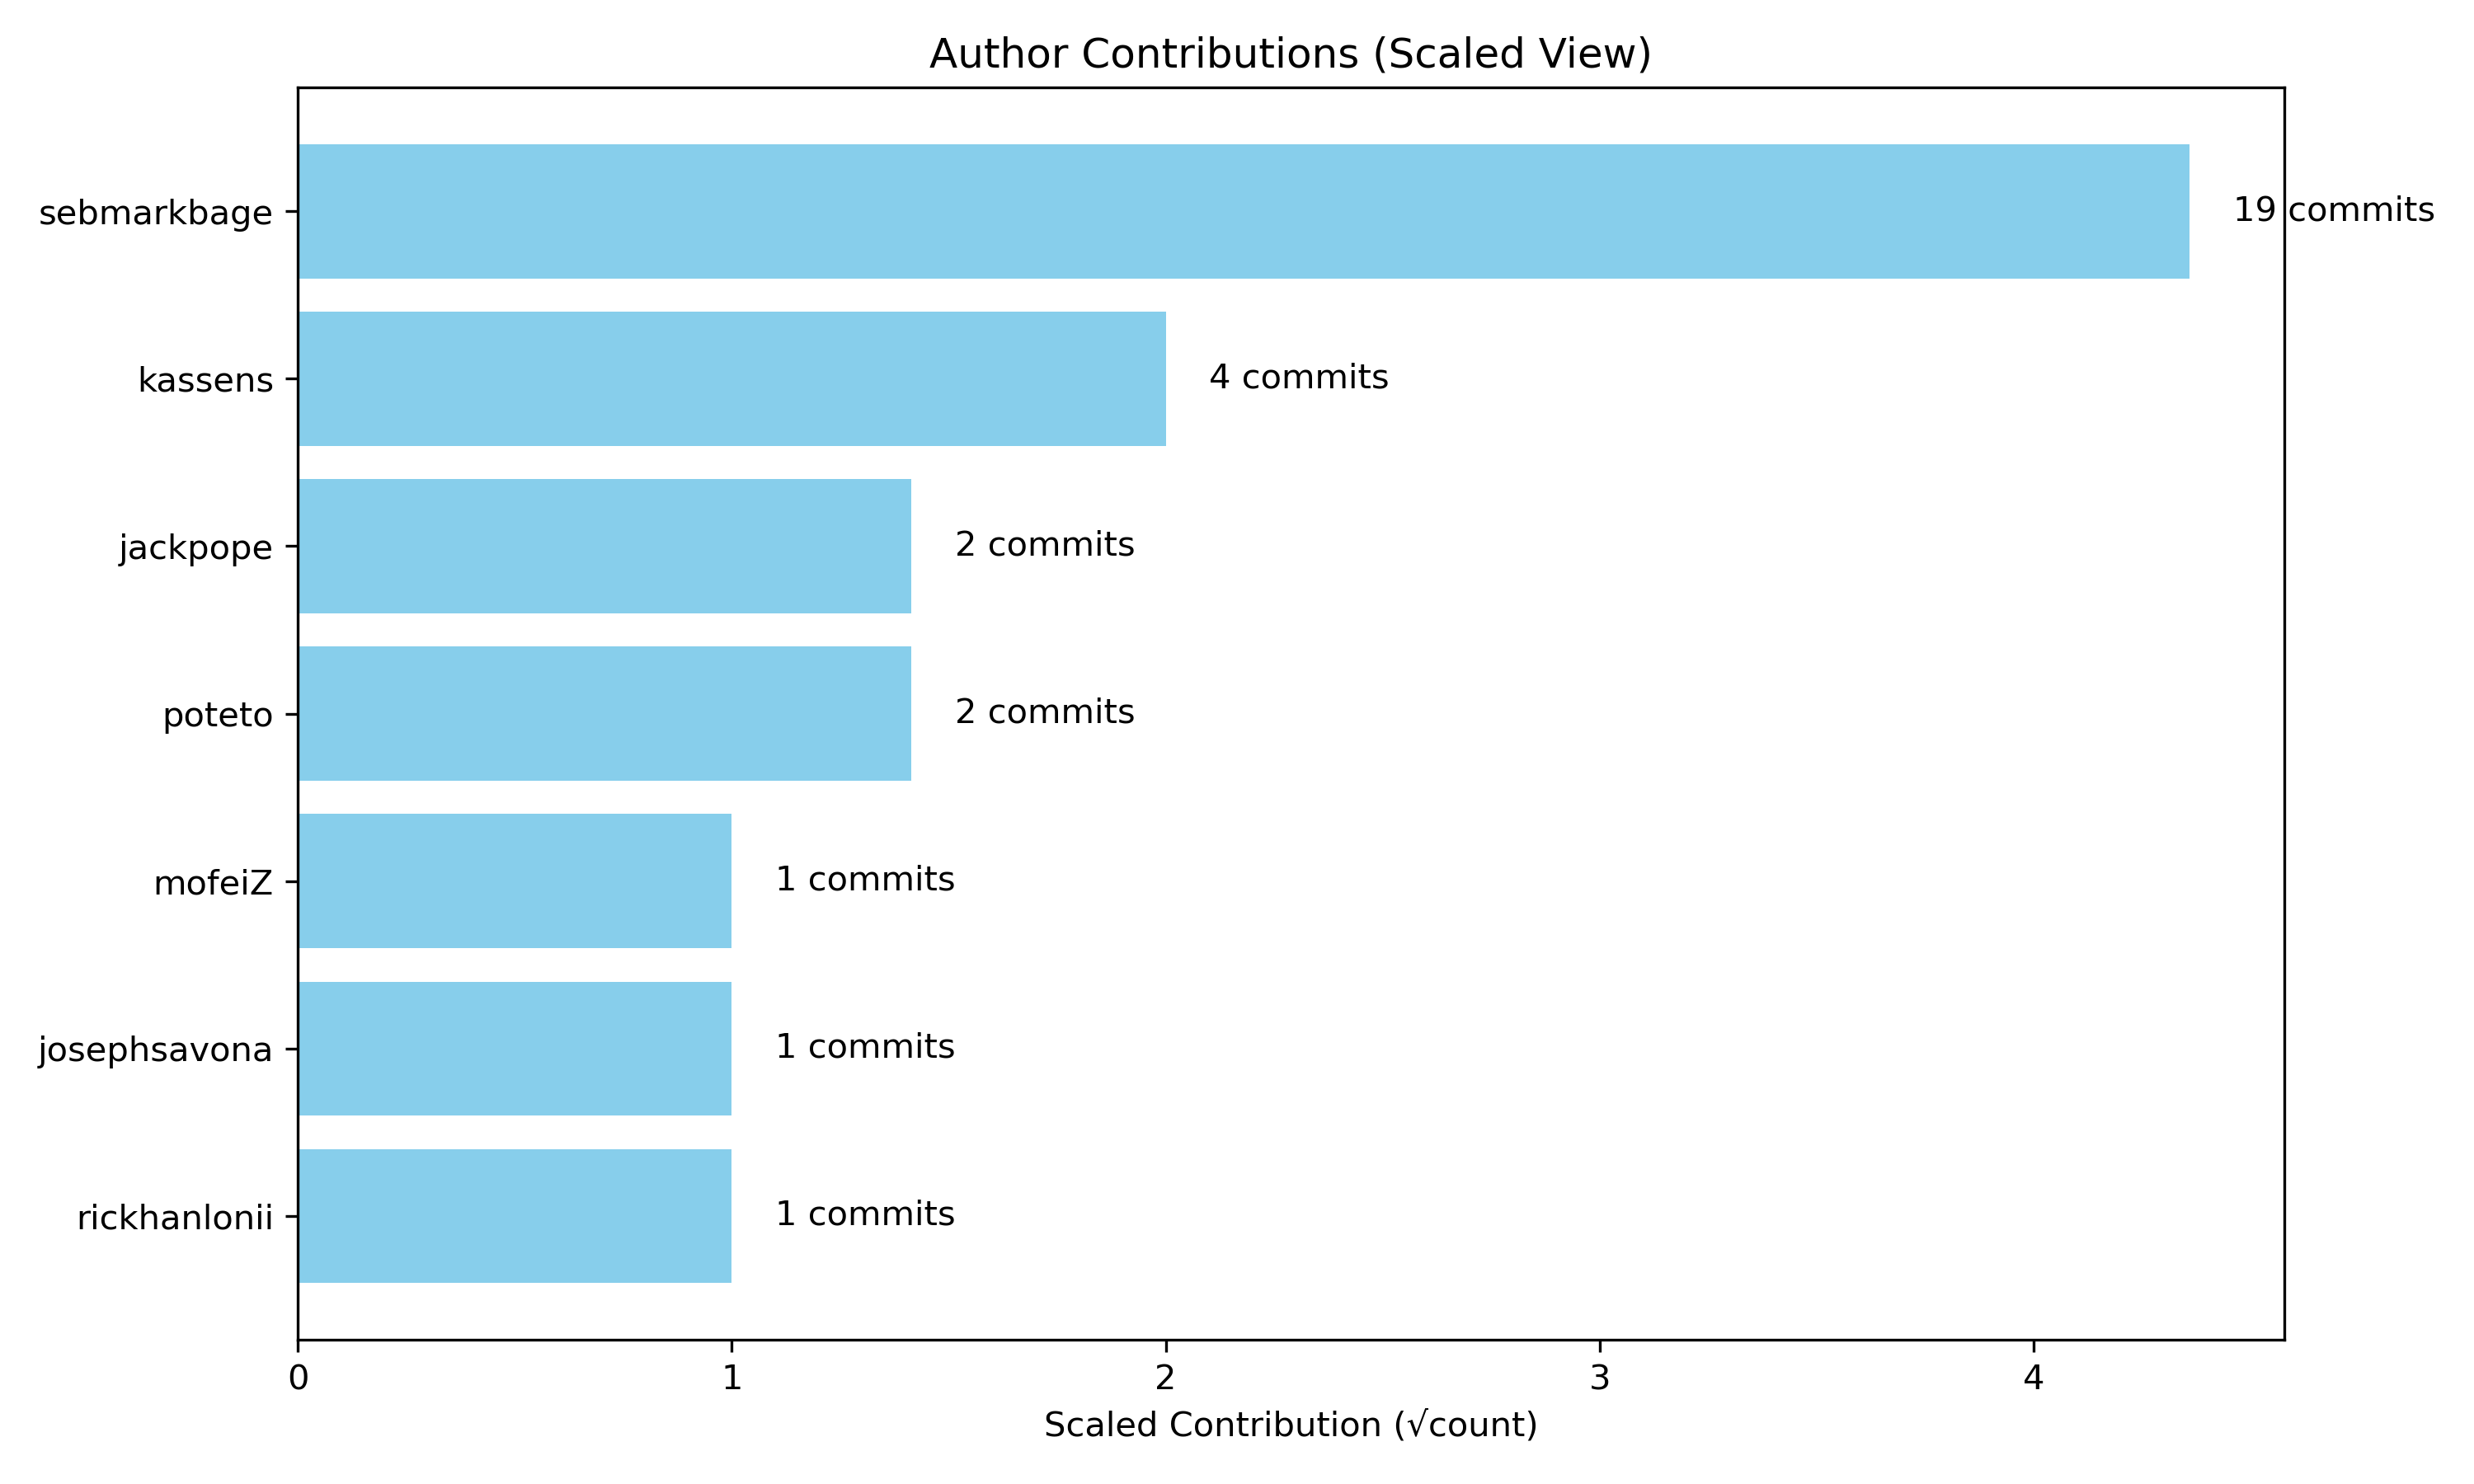 Author Contributions (Scaled View)
sebmarkbage
19 commits
kassens
4 commits
jackpope
2 commits
poteto
2 commits
mofeiZ
1 commits
josephsavona
1 commits
rickhanlonii
1 commits
0 1 2 3 4
Scaled Contribution (√count)